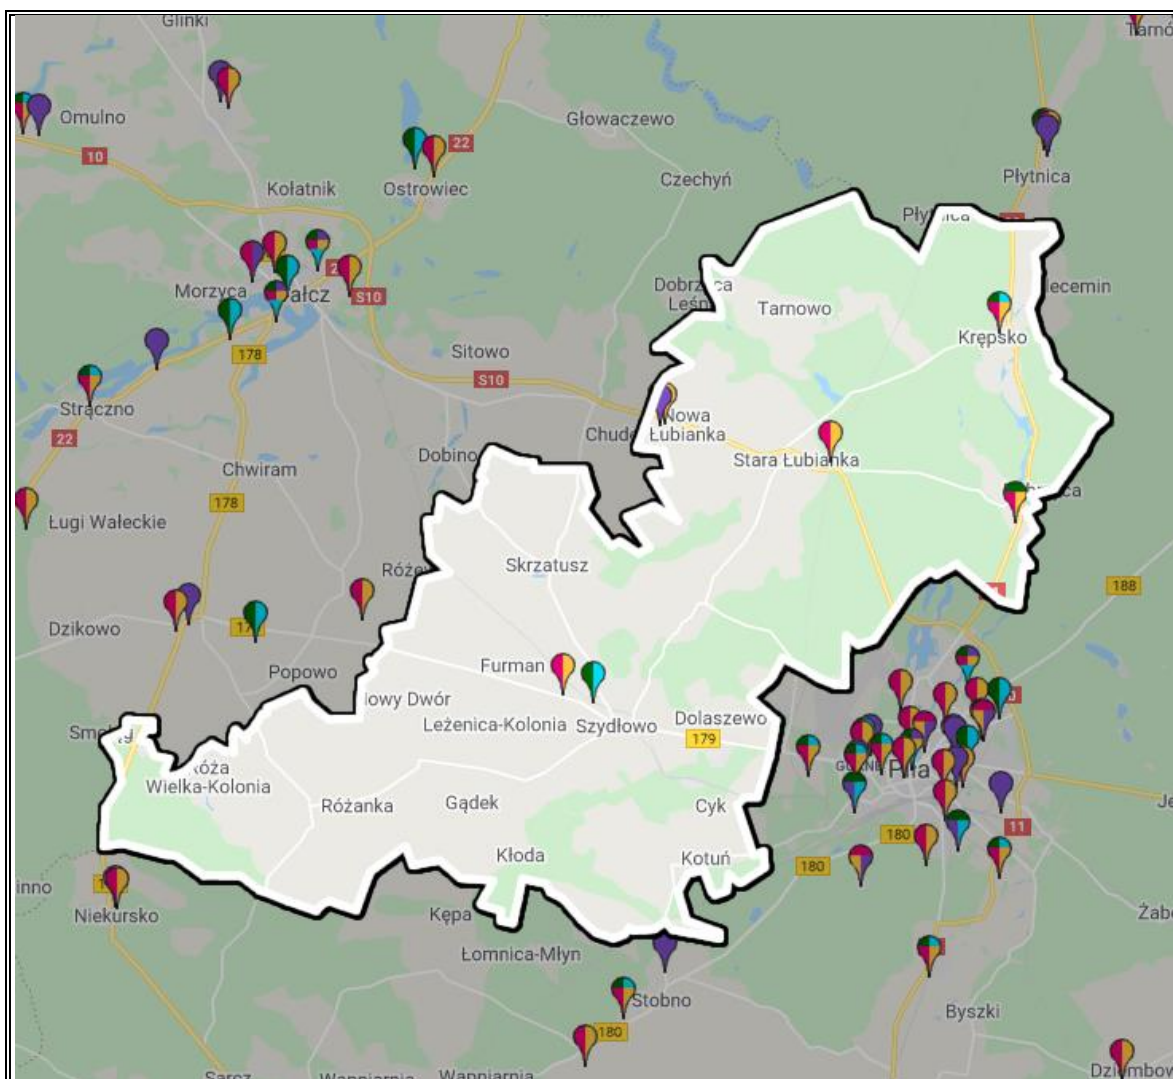 Glinki
Omulno
10
22
Głowaczewo
Kołatnik
Ostrowiec
Czechyń
Płytnica
Morzyca
S10
Tarnowo
Krępsko
178
Sitowo
S10
Strączno
22
Nowa
Łubianka
Dobino
Stara Łubianka
Chwiram
178
Ługi Wałeckie
Skrzatusz
188
Dzikowo
Popowo
Furman
Leżenica-Kolonia
Szydłowo
Dolaszewo
179
Wielka-Kolonia
Różanka
Gądek
Cyk
180
11
Kłoda
Kotuń
180
Niekursko
Kępa
Łomnica-Młyn
Stobno
Byszki
180